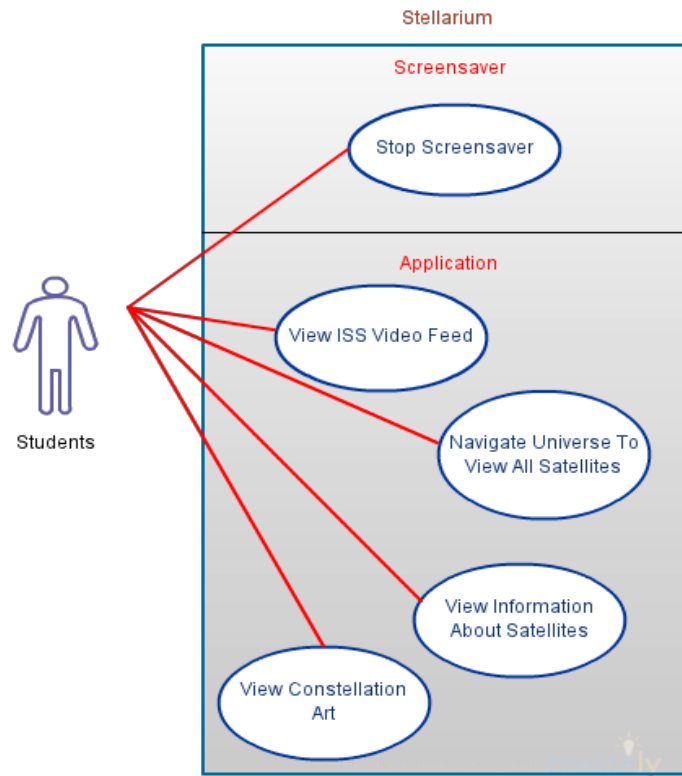 Stellarium
Screensaver
Stop Screensaver
Application
View ISS Video Feed
Navigate Universe To
View All Satellites
Students
View Information
About Satellites
View Constellation
Art